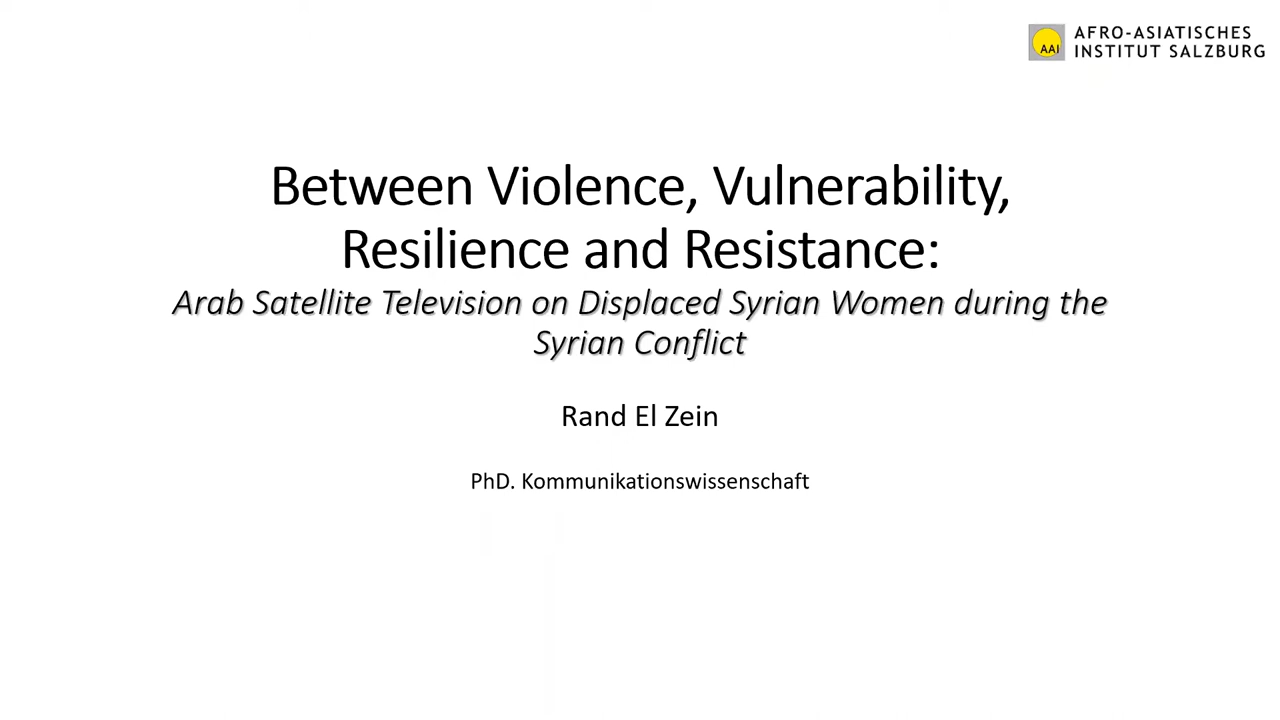 AAI
AFRO-ASIATISCHES
INSTITUT SALZBURG
Between Violence, Vulnerability,
Resilience and Resistance:
Arab Satellite Television on Displaced Syrian Women during the
Syrian Conflict
Rand El Zein
PhD. Kommunikationswissenschaft